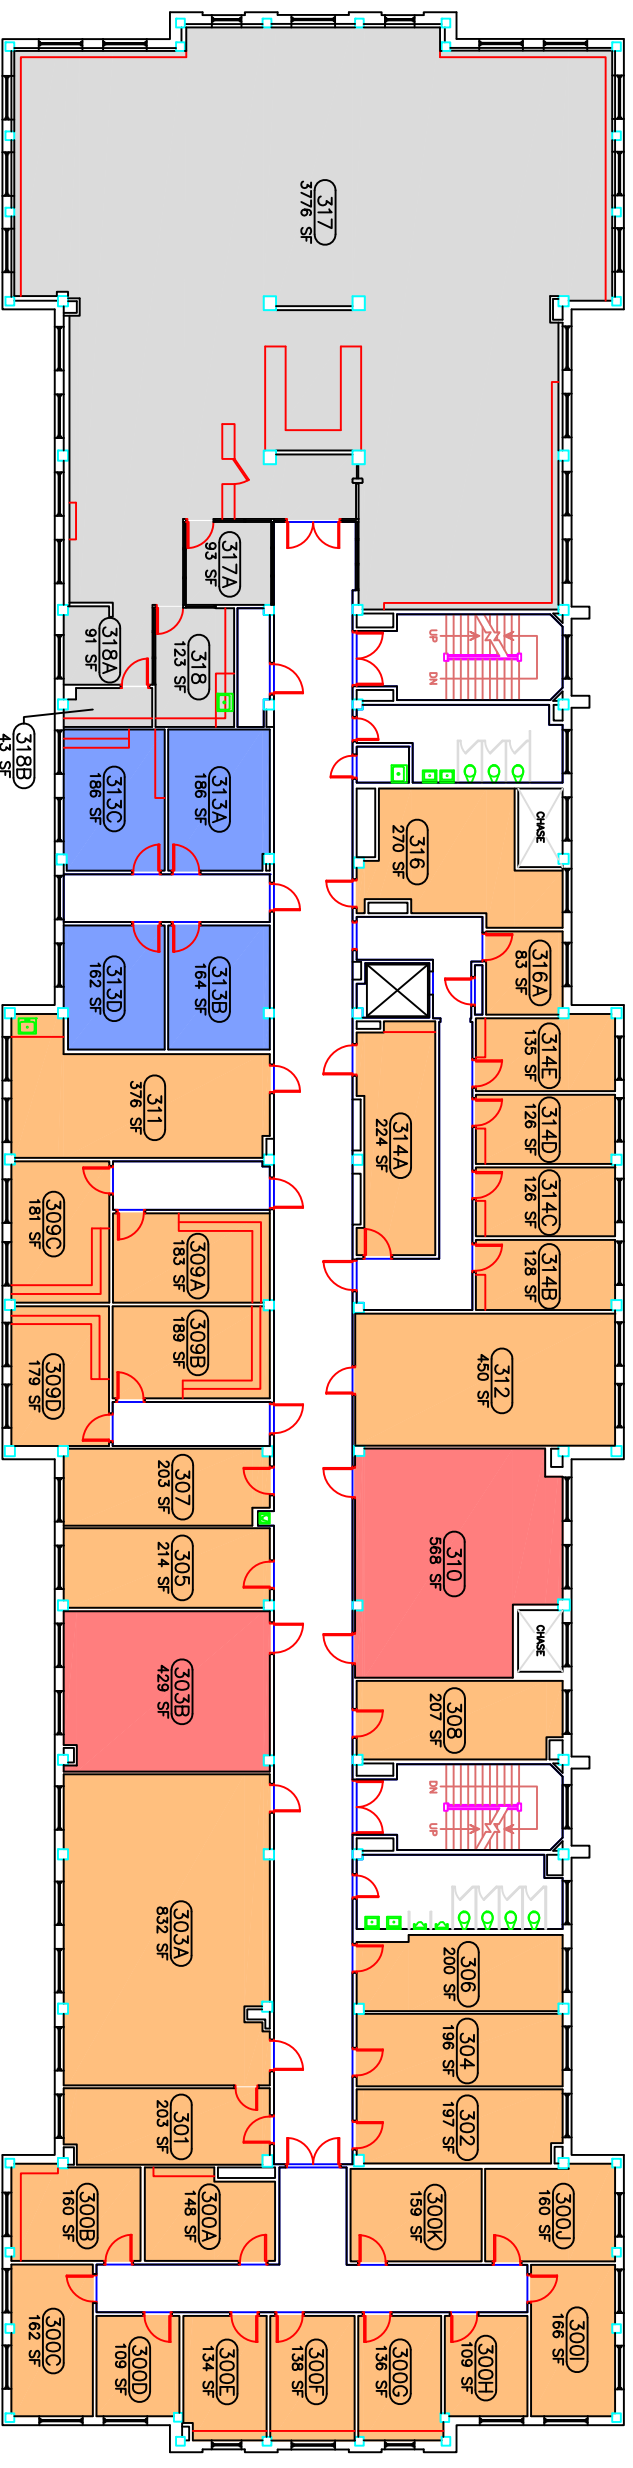 317
3776 SF
317A
93 SF
318
123 SF
318A
91 SF
318B
43 SF
UP
DN
313C
186 SF
313A
186 SF
CHASE
316
270 SF
313D
162 SF
313B
164 SF
316A
83 SF
311
376 SF
314A
224 SF
314E
135 SF
314D
126 SF
314C
126 SF
314B
128 SF
309C
181 SF
309A
183 SF
309B
189 SF
309D
179 SF
312
450 SF
307
203 SF
305
214 SF
310
568 SF
CHASE
303B
429 SF
308
207 SF
DN
UP
303A
832 SF
306
200 SF
304
196 SF
302
197 SF
301
203 SF
300B
160 SF
300A
148 SF
300K
159 SF
300J
160 SF
300C
162 SF
300D
109 SF
300E
134 SF
300F
138 SF
300G
136 SF
300H
109 SF
300I
166 SF